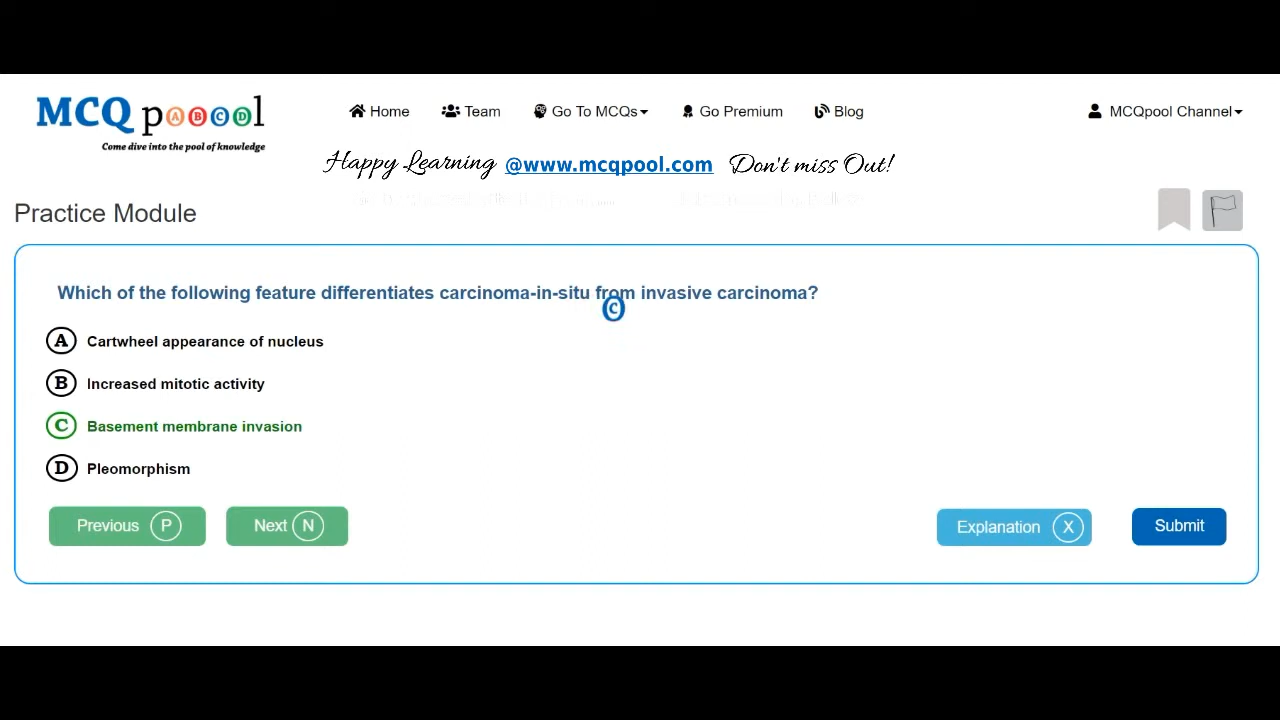 MCQ pABCDl
Come dive into the pool of knowledge
Home Team Go To MCQs Go Premium Blog MCQpool Channel
Happy Learning @www.mcqpool.com Don't miss Out!
Practice Module
Which of the following feature differentiates carcinoma-in-situ from invasive carcinoma?
C
A Cartwheel appearance of nucleus
B Increased mitotic activity
C Basement membrane invasion
D Pleomorphism
Previous P Next N Explanation X Submit